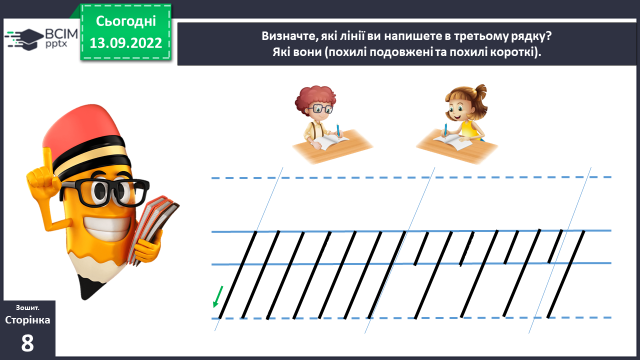 Сьогодні
13.09.2022
ВСІМ
pptx
Визначте, які лінії ви напишете в третьому рядку?
Які вони (похилі подовжені та похилі короткі).
Зошит.
Сторінка
8